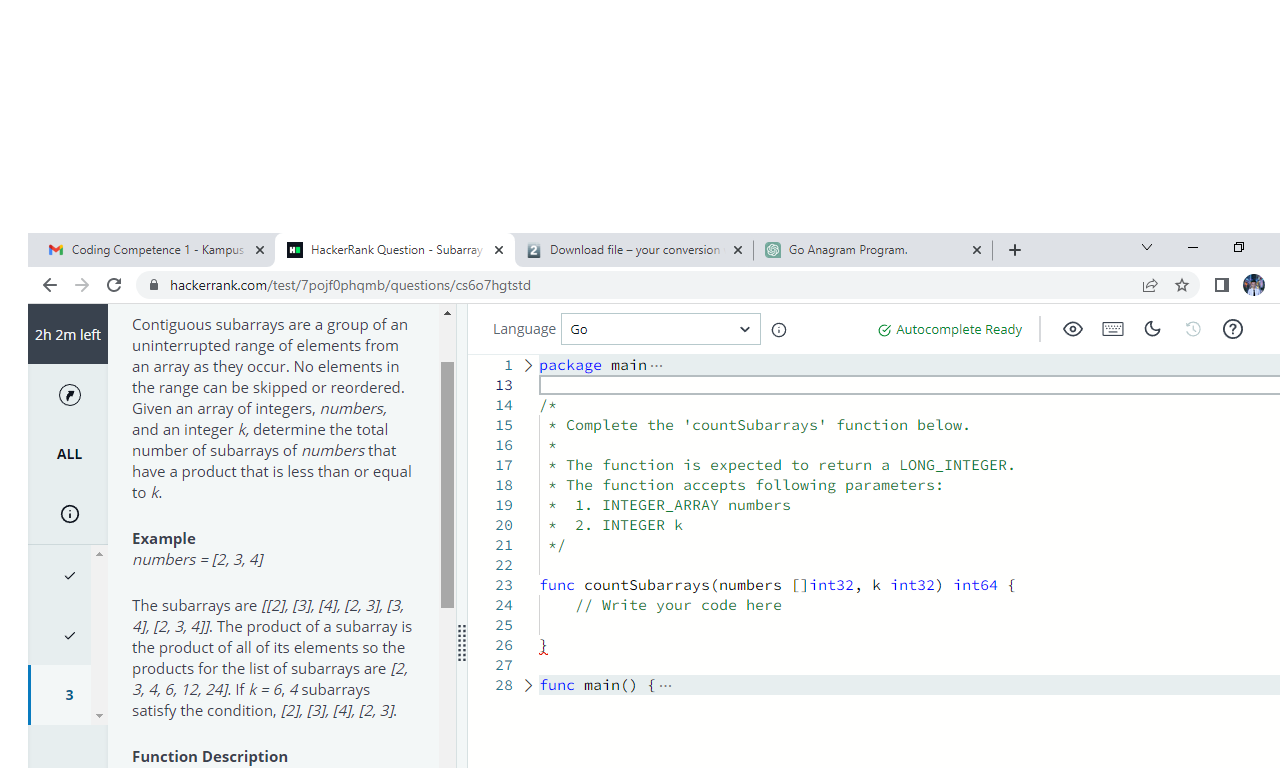 Coding Competence 1 - Kampus
HackerRank Question - Subarray
Download file – your conversion
Go Anagram Program.
hackerrank.com/test/7pojf0phqmb/questions/cs6o7hgtstd
2h 2m left
ALL
3
Contiguous subarrays are a group of an
uninterrupted range of elements from
an array as they occur. No elements in
the range can be skipped or reordered.
Given an array of integers, numbers,
and an integer k, determine the total
number of subarrays of numbers that
have a product that is less than or equal
to k.
Example
numbers = [2, 3, 4]
The subarrays are [[2], [3], [4], [2, 3], [3,
4], [2, 3, 4]]. The product of a subarray is
the product of all of its elements so the
products for the list of subarrays are [2,
3, 4, 6, 12, 24]. If k = 6, 4 subarrays
satisfy the condition, [2], [3], [4], [2, 3].
Function Description
Language Go
Autocomplete Ready
1 package main ···
13
14 /*
15 * Complete the 'countSubarrays' function below.
16 *
17 * The function is expected to return a LONG_INTEGER.
18 * The function accepts following parameters:
19 * 1. INTEGER_ARRAY numbers
20 * 2. INTEGER k
21 */
22
23 func countSubarrays(numbers []int32, k int32) int64 {
24 // Write your code here
25
26 }
27
28 func main() { ···